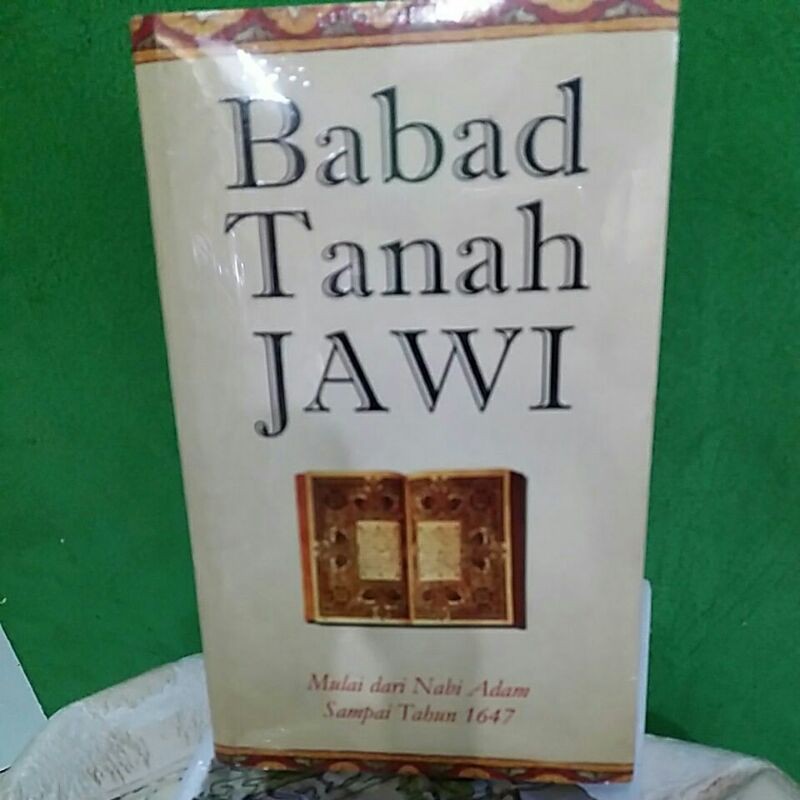 Babad
Tanah
JAWI
Mulai dari Nabi Adam
Sampai Tahun 1647